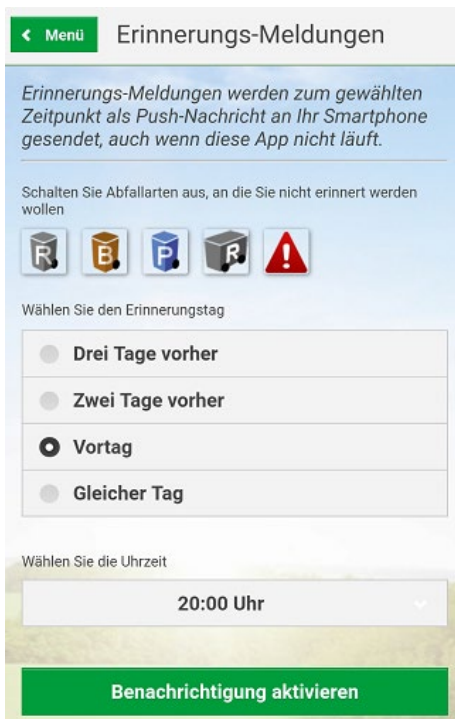 Menü
Erinnerungs-Meldungen
Erinnerungs-Meldungen werden zum gewählten
Zeitpunkt als Push-Nachricht an Ihr Smartphone
gesendet, auch wenn diese App nicht läuft.
Schalten Sie Abfallarten aus, an die Sie nicht erinnert werden
wollen
R B P R !
Wählen Sie den Erinnerungstag
Drei Tage vorher
Zwei Tage vorher
Vortag
Gleicher Tag
Wählen Sie die Uhrzeit
20:00 Uhr
Benachrichtigung aktivieren